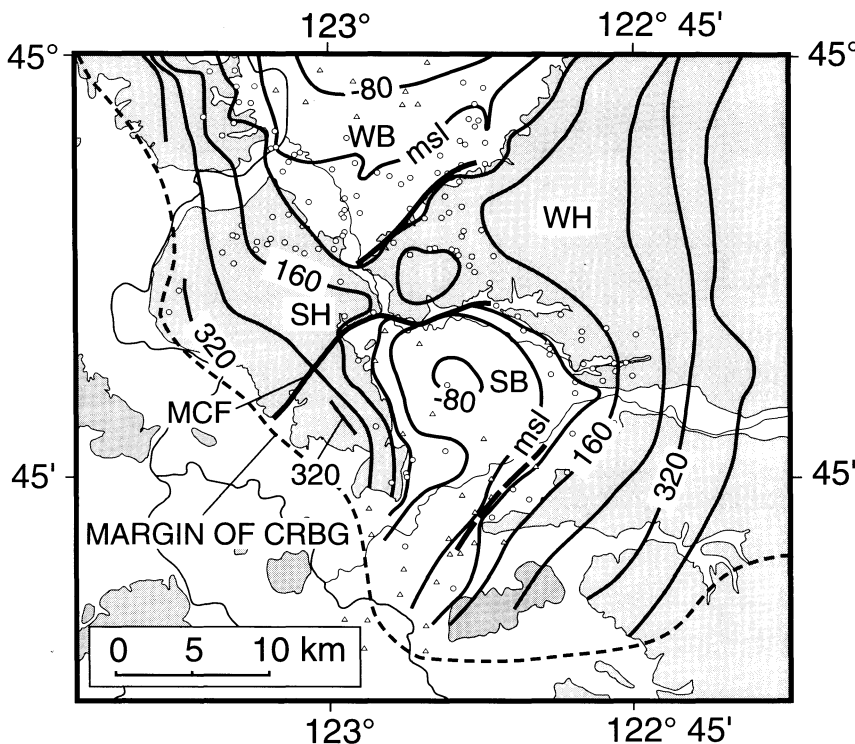 123° 122° 45'
45° 45°
-80
WB
msl
WH
160
SH
320
SB
-80
MCF
msl
160
320
320
45' 45'
MARGIN OF CRBG
0 5 10 km
123° 122° 45'